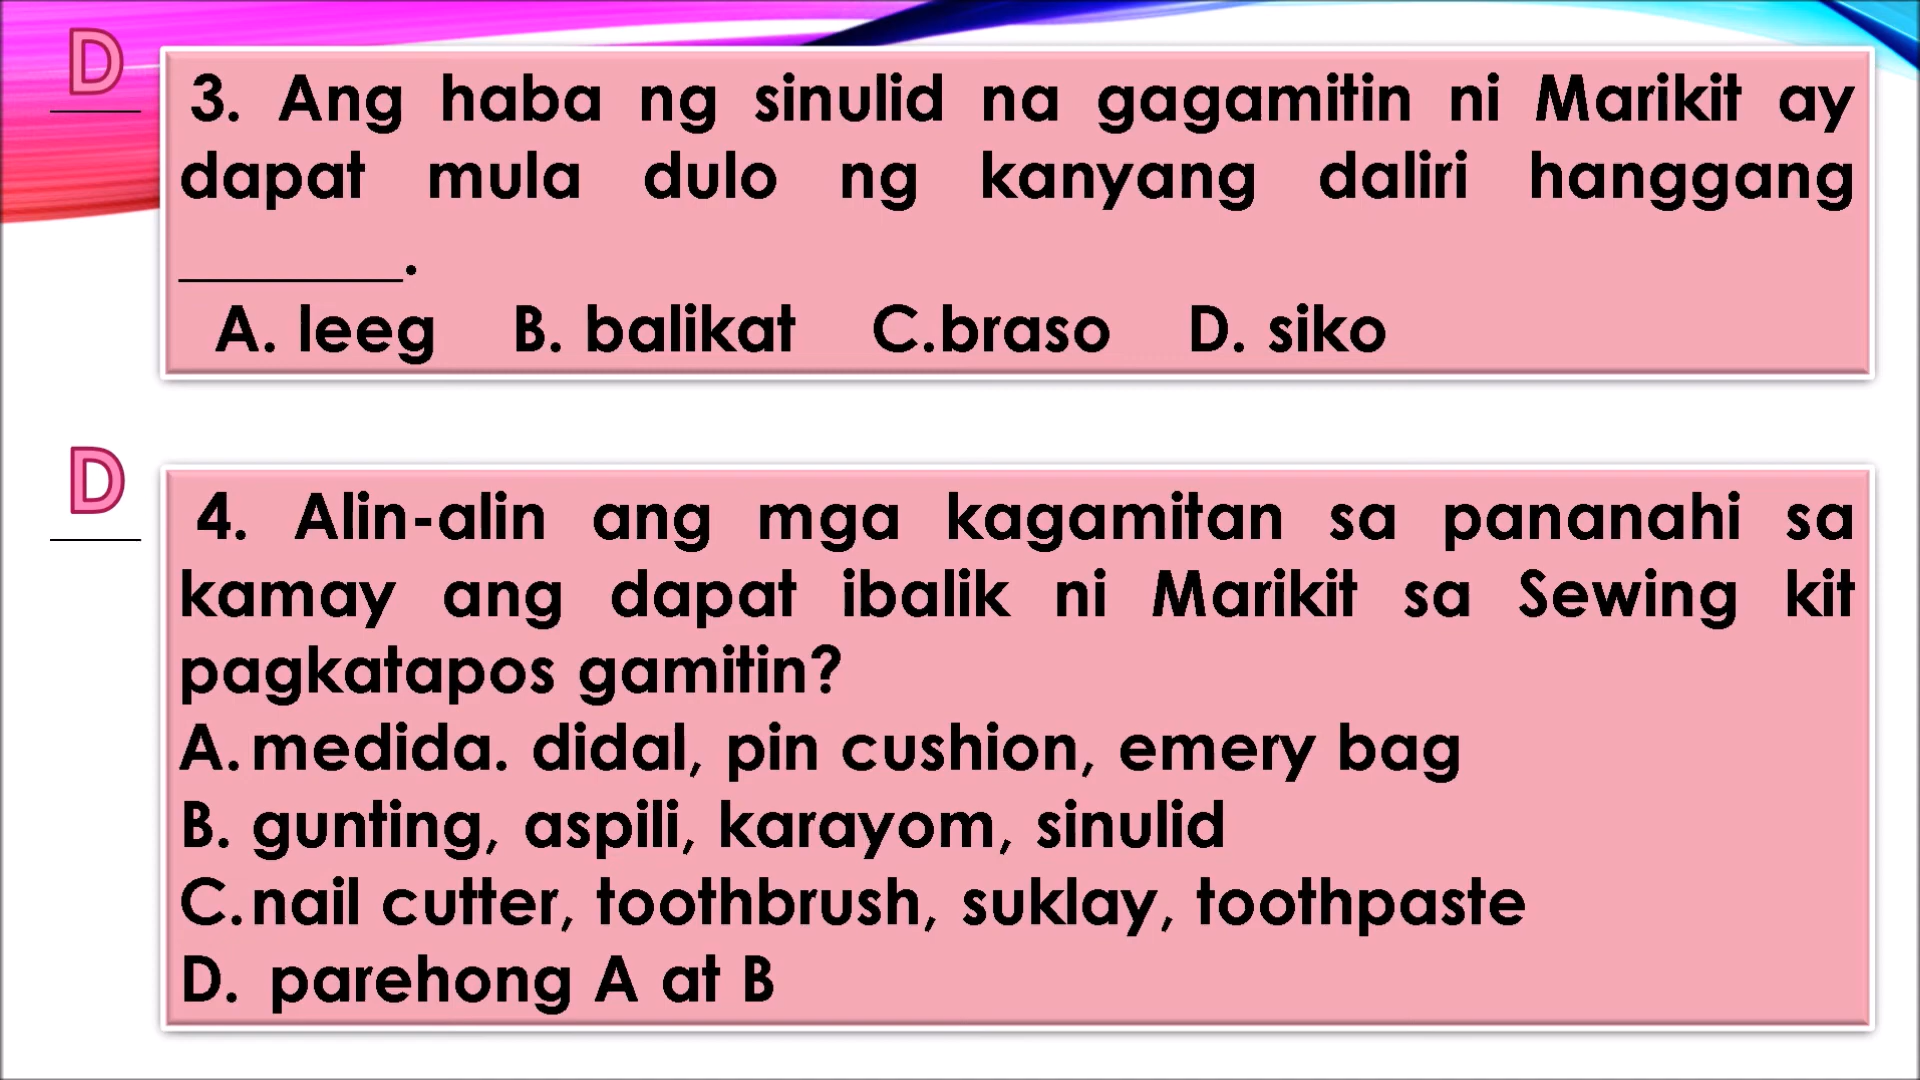 D
3. Ang haba ng sinulid na gagamitin ni Marikit ay
dapat mula dulo ng kanyang daliri hanggang
________.
A. leeg B. balikat C.braso D. siko
D
4. Alin-alin ang mga kagamitan sa pananahi sa
kamay ang dapat ibalik ni Marikit sa Sewing kit
pagkatapos gamitin?
A. medida. didal, pin cushion, emery bag
B. gunting, aspili, karayom, sinulid
C. nail cutter, toothbrush, suklay, toothpaste
D. parehong A at B